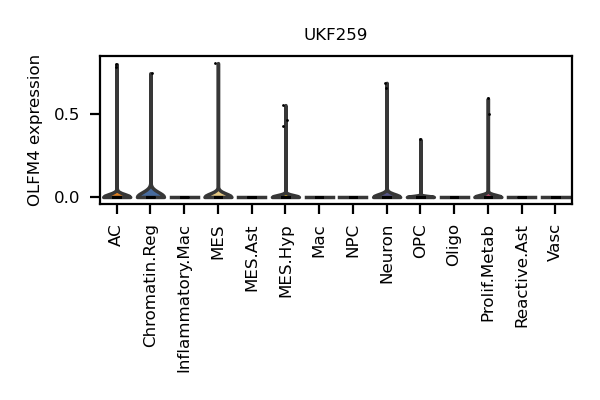 UKF259
OLFM4 expression
0.5
0.0
AC
Chromatin.Reg
Inflammatory.Mac
MES
MES.Ast
MES.Hyp
Mac
NPC
Neuron
OPC
Oligo
Prolif.Metab
Reactive.Ast
Vasc